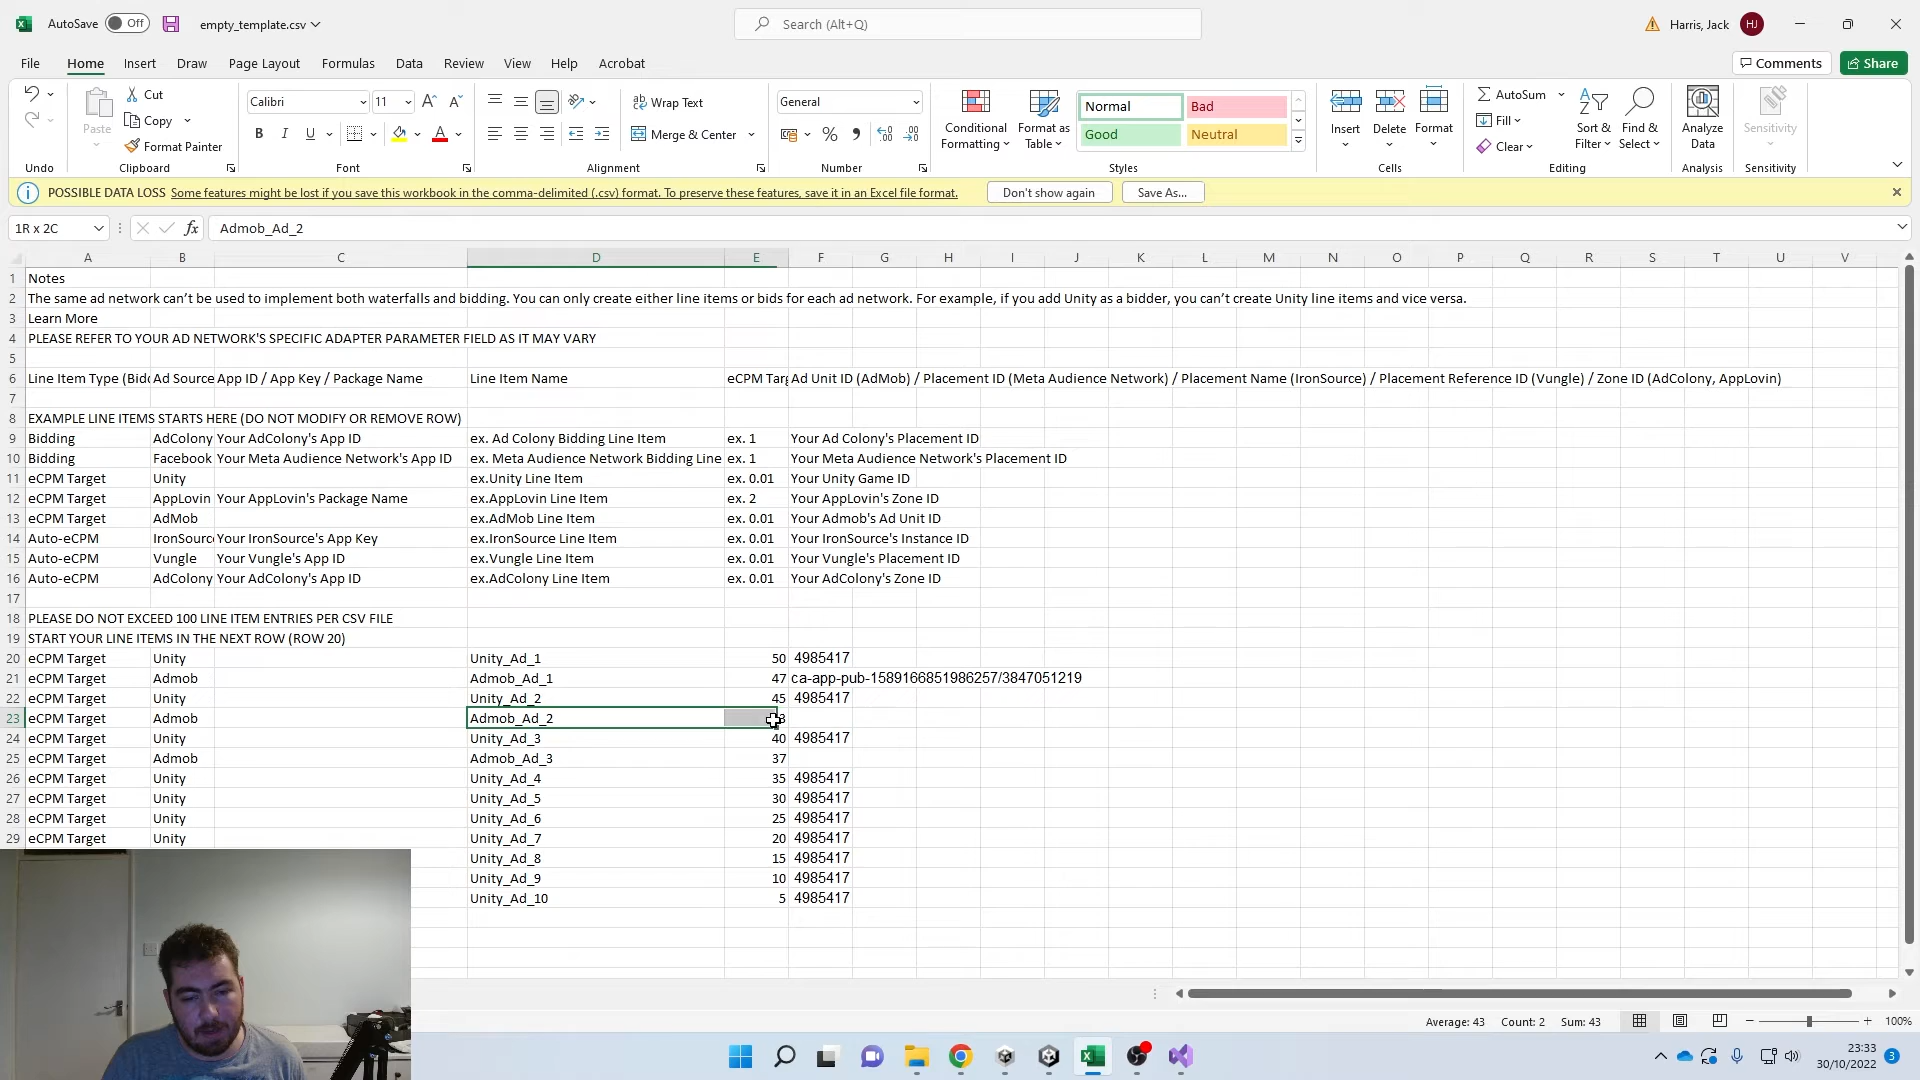 AutoSave Off empty_template.csv Search (Alt+Q) Harris, Jack HJ
File Home Insert Draw Page Layout Formulas Data Review View Help Acrobat Comments Share
Paste Cut Copy Format Painter
Calibri 11 B I U A
Wrap Text Merge & Center
General %
Conditional Formatting Format as Table
Normal Bad Good Neutral
Insert Delete Format
AutoSum Fill Clear
Sort & Filter Find & Select
Analyze Data
Sensitivity
Undo Clipboard Font Alignment Number Styles Cells Editing Analysis Sensitivity
POSSIBLE DATA LOSS Some features might be lost if you save this workbook in the comma-delimited (.csv) format. To preserve these features, save it in an Excel file format. Don't show again Save As...
1R x 2C fx Admob_Ad_2
A B C D E F G H I J K L M N O P Q R S T U V
1 Notes
2 The same ad network can't be used to implement both waterfalls and bidding. You can only create either line items or bids for each ad network. For example, if you add Unity as a bidder, you can't create Unity line items and vice versa.
3 Learn More
4 PLEASE REFER TO YOUR AD NETWORK'S SPECIFIC ADAPTER PARAMETER FIELD AS IT MAY VARY
5
6 Line Item Type (Bid Ad Source App ID / App Key / Package Name Line Item Name eCPM Targ Ad Unit ID (AdMob) / Placement ID (Meta Audience Network) / Placement Name (IronSource) / Placement Reference ID (Vungle) / Zone ID (AdColony, AppLovin)
7
8 EXAMPLE LINE ITEMS STARTS HERE (DO NOT MODIFY OR REMOVE ROW)
9 Bidding AdColony Your AdColony's App ID ex. Ad Colony Bidding Line Item ex. 1 Your Ad Colony's Placement ID
10 Bidding Facebook Your Meta Audience Network's App ID ex. Meta Audience Network Bidding Line ex. 1 Your Meta Audience Network's Placement ID
11 eCPM Target Unity ex.Unity Line Item ex. 0.01 Your Unity Game ID
12 eCPM Target AppLovin Your AppLovin's Package Name ex.AppLovin Line Item ex. 2 Your AppLovin's Zone ID
13 eCPM Target AdMob ex.AdMob Line Item ex. 0.01 Your Admob's Ad Unit ID
14 Auto-eCPM IronSourc Your IronSource's App Key ex.IronSource Line Item ex. 0.01 Your IronSource's Instance ID
15 Auto-eCPM Vungle Your Vungle's App ID ex.Vungle Line Item ex. 0.01 Your Vungle's Placement ID
16 Auto-eCPM AdColony Your AdColony's App ID ex.AdColony Line Item ex. 0.01 Your AdColony's Zone ID
17
18 PLEASE DO NOT EXCEED 100 LINE ITEM ENTRIES PER CSV FILE
19 START YOUR LINE ITEMS IN THE NEXT ROW (ROW 20)
20 eCPM Target Unity Unity_Ad_1 50 4985417
21 eCPM Target Admob Admob_Ad_1 47 ca-app-pub-1589166851986257/3847051219
22 eCPM Target Unity Unity_Ad_2 45 4985417
23 eCPM Target Admob Admob_Ad_2 3
24 eCPM Target Unity Unity_Ad_3 40 4985417
25 eCPM Target Admob Admob_Ad_3 37
26 eCPM Target Unity Unity_Ad_4 35 4985417
27 eCPM Target Unity Unity_Ad_5 30 4985417
28 eCPM Target Unity Unity_Ad_6 25 4985417
29 eCPM Target Unity Unity_Ad_7 20 4985417
Unity_Ad_8 15 4985417
Unity_Ad_9 10 4985417
Unity_Ad_10 5 4985417
Average: 43 Count: 2 Sum: 43 100%
23:33
30/10/2022 3